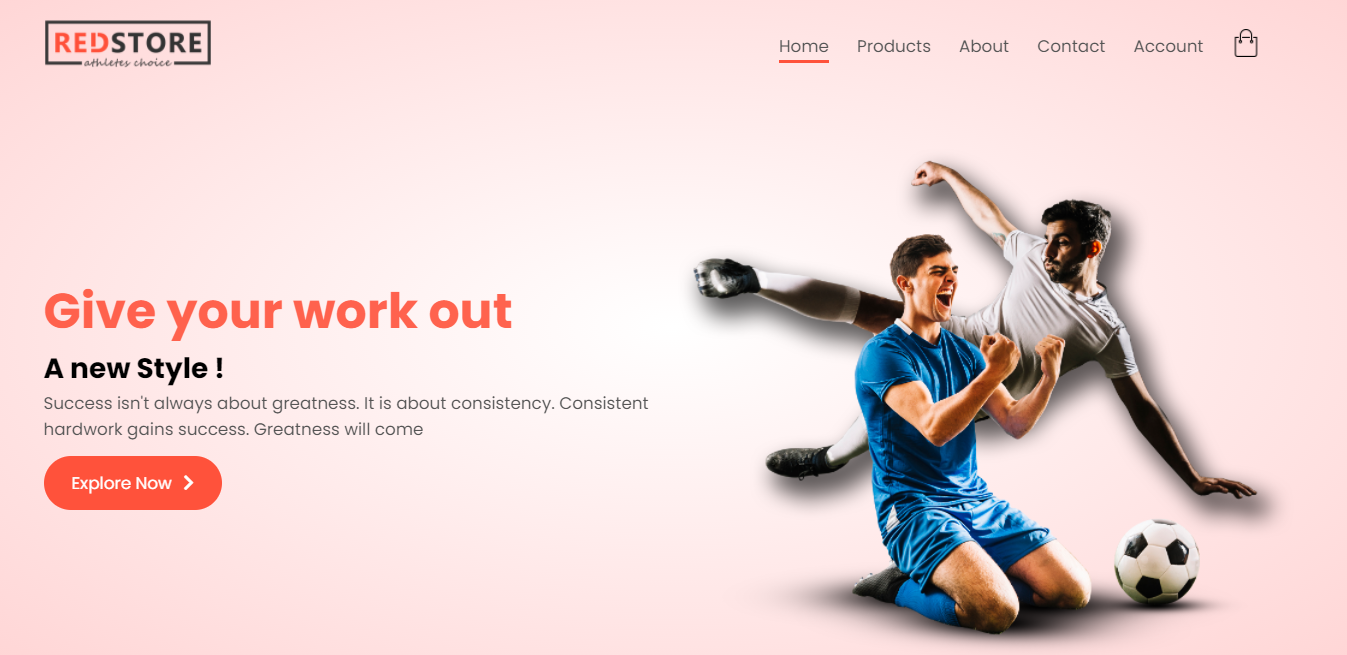 REDSTORE
athletes choice
Home Products About Contact Account
Give your work out
A new Style !
Success isn't always about greatness. It is about consistency. Consistent
hardwork gains success. Greatness will come
Explore Now